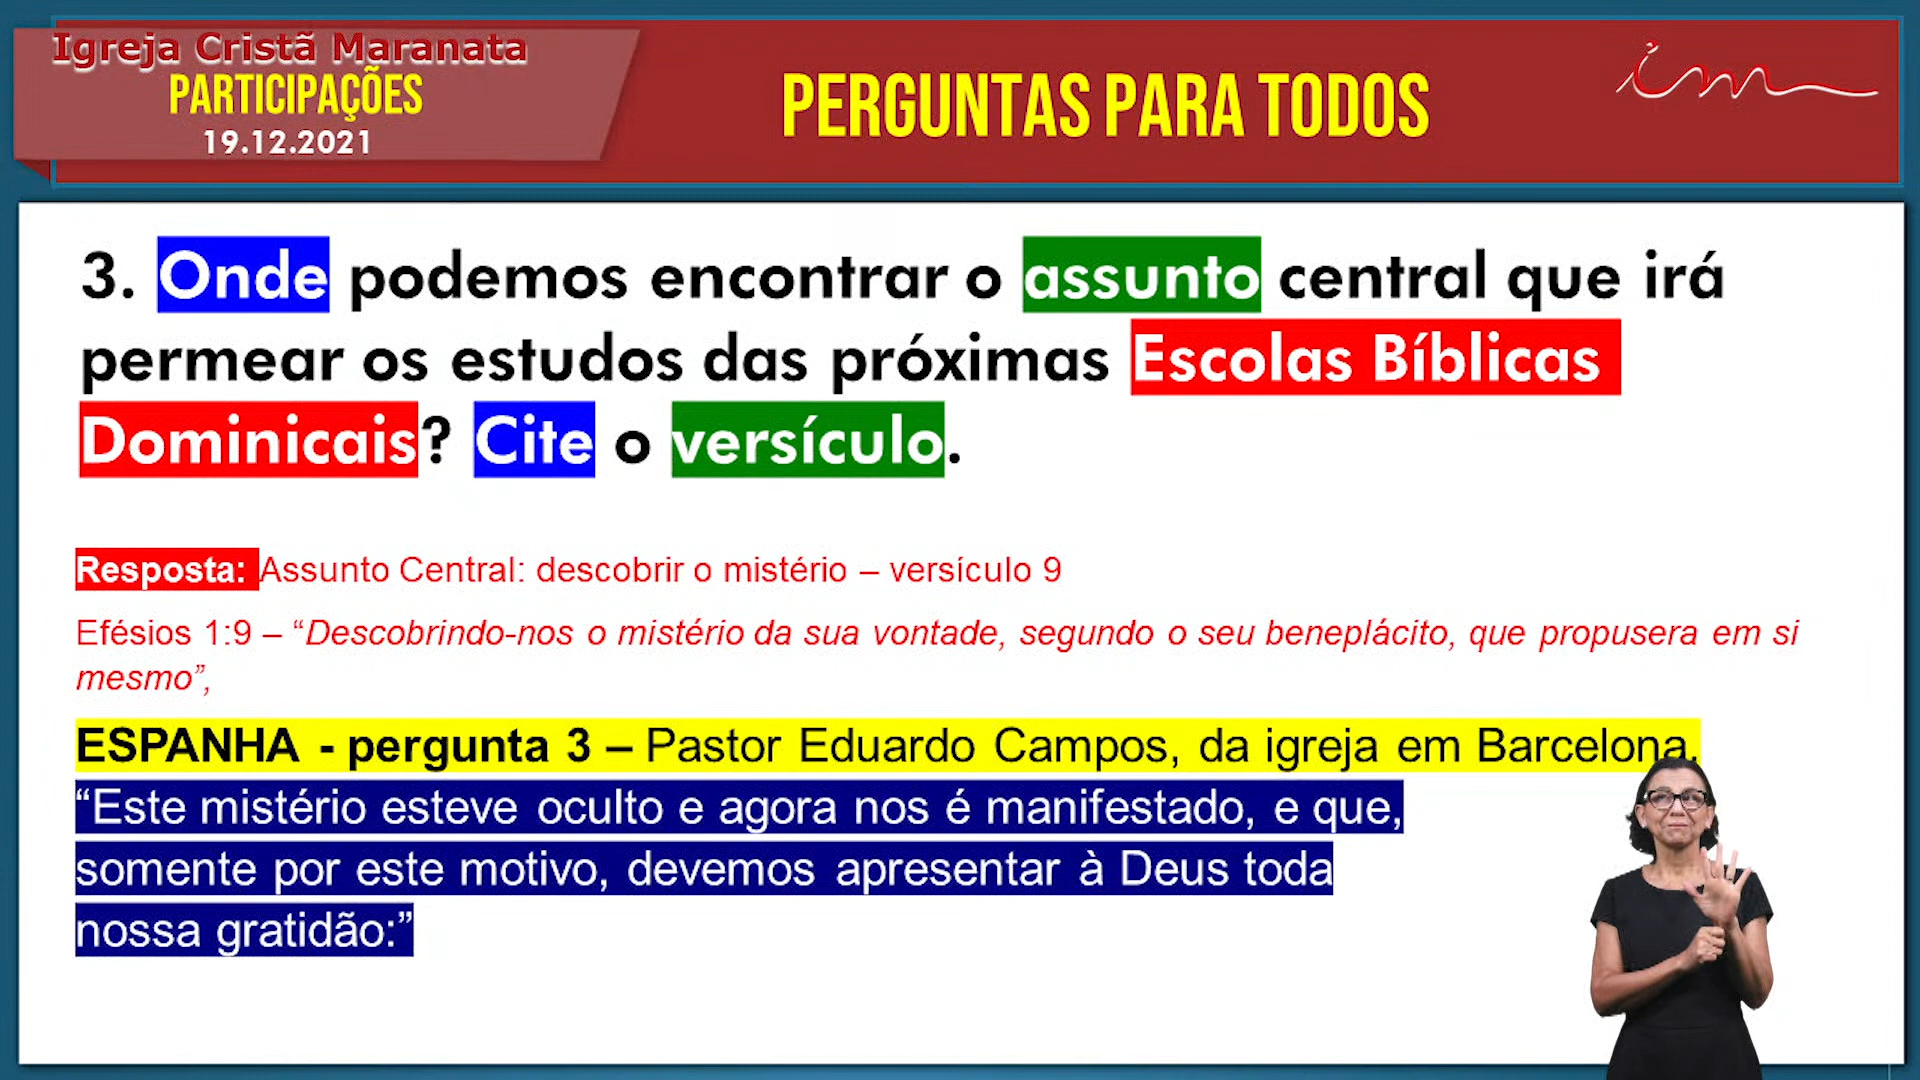 Igreja Cristã Maranata
PARTICIPAÇÕES
19.12.2021
PERGUNTAS PARA TODOS
im
3. Onde podemos encontrar o assunto central que irá
permear os estudos das próximas Escolas Bíblicas
Dominicais? Cite o versículo.
Resposta: Assunto Central: descobrir o mistério – versículo 9
Efésios 1:9 – “Descobrindo-nos o mistério da sua vontade, segundo o seu beneplácito, que propusera em si
mesmo”,
ESPANHA - pergunta 3 – Pastor Eduardo Campos, da igreja em Barcelona.
“Este mistério esteve oculto e agora nos é manifestado, e que,
somente por este motivo, devemos apresentar à Deus toda
nossa gratidão:”